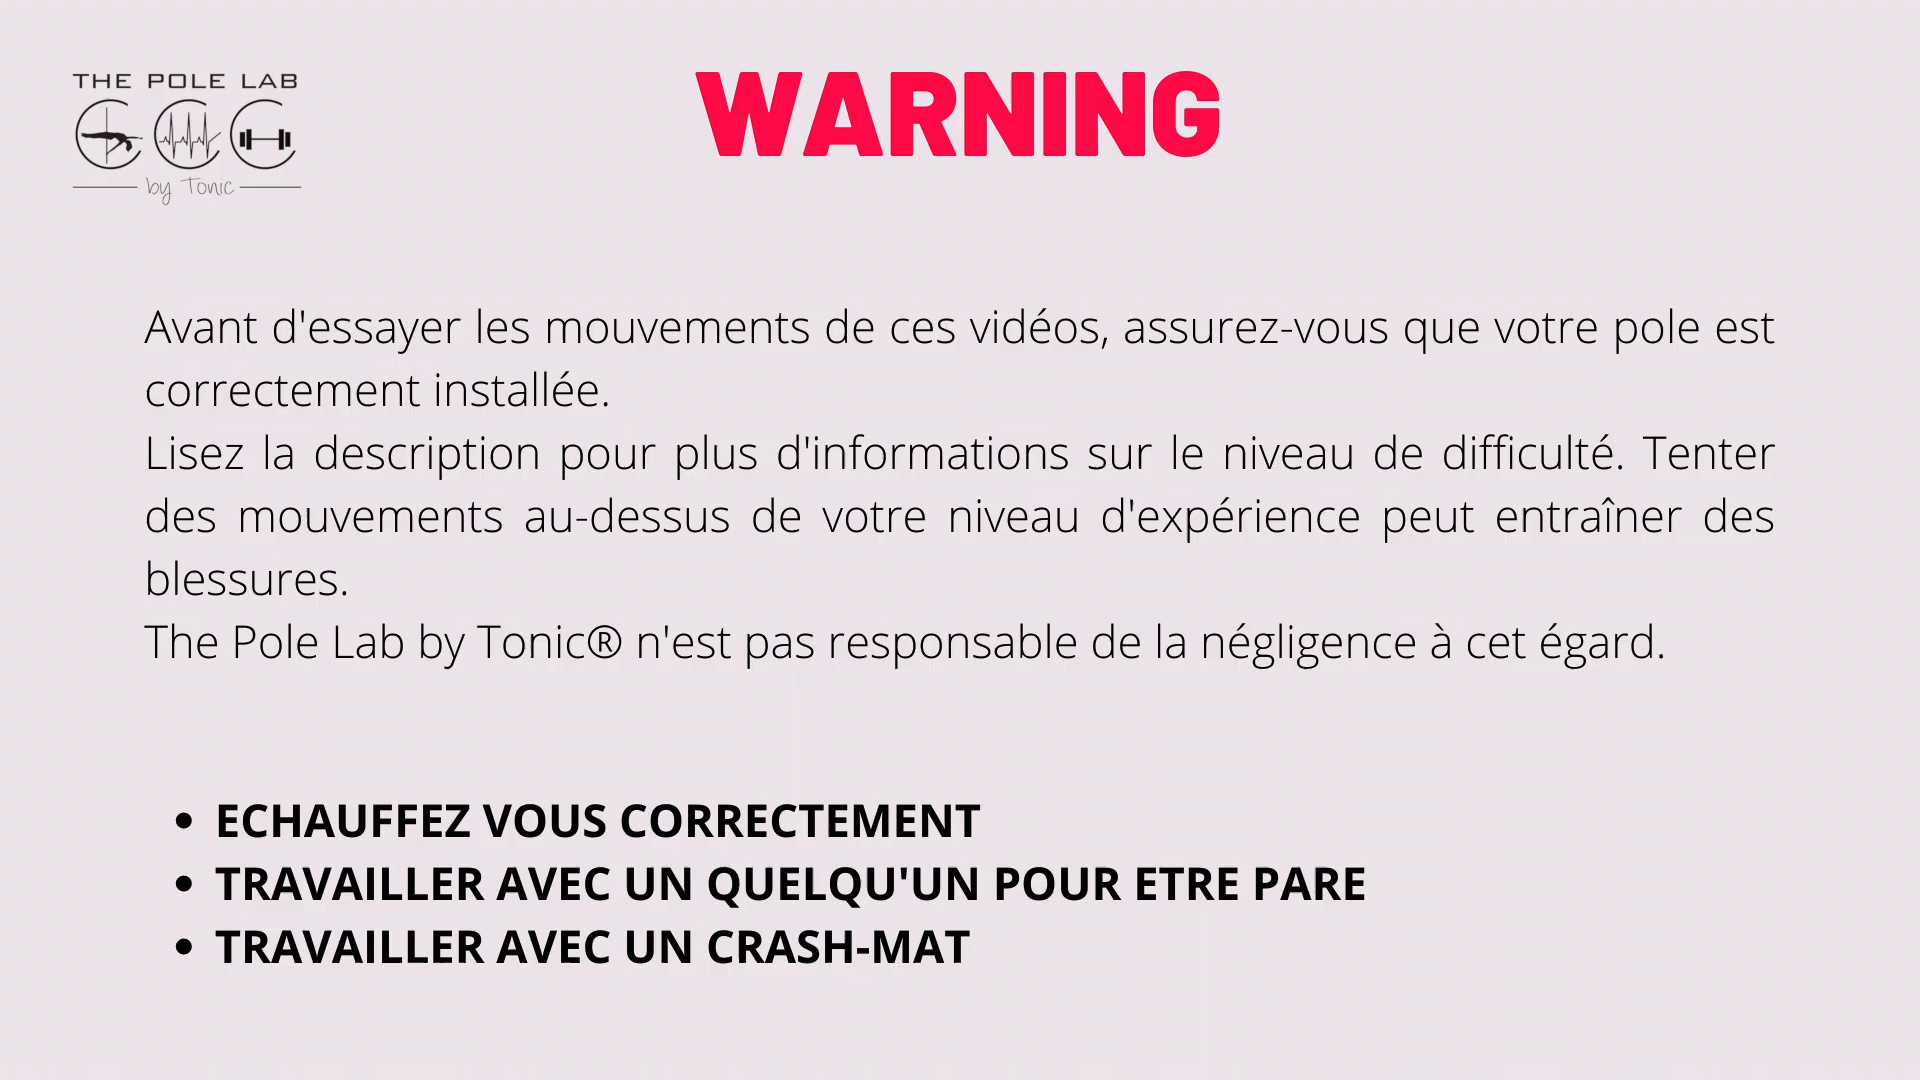 THE POLE LAB
by Tonic
WARNING
Avant d'essayer les mouvements de ces vidéos, assurez-vous que votre pole est
correctement installée.
Lisez la description pour plus d'informations sur le niveau de difficulté. Tenter
des mouvements au-dessus de votre niveau d'expérience peut entraîner des
blessures.
The Pole Lab by Tonic® n'est pas responsable de la négligence à cet égard.
• ECHAUFFEZ VOUS CORRECTEMENT
• TRAVAILLER AVEC UN QUELQU'UN POUR ETRE PARE
• TRAVAILLER AVEC UN CRASH-MAT